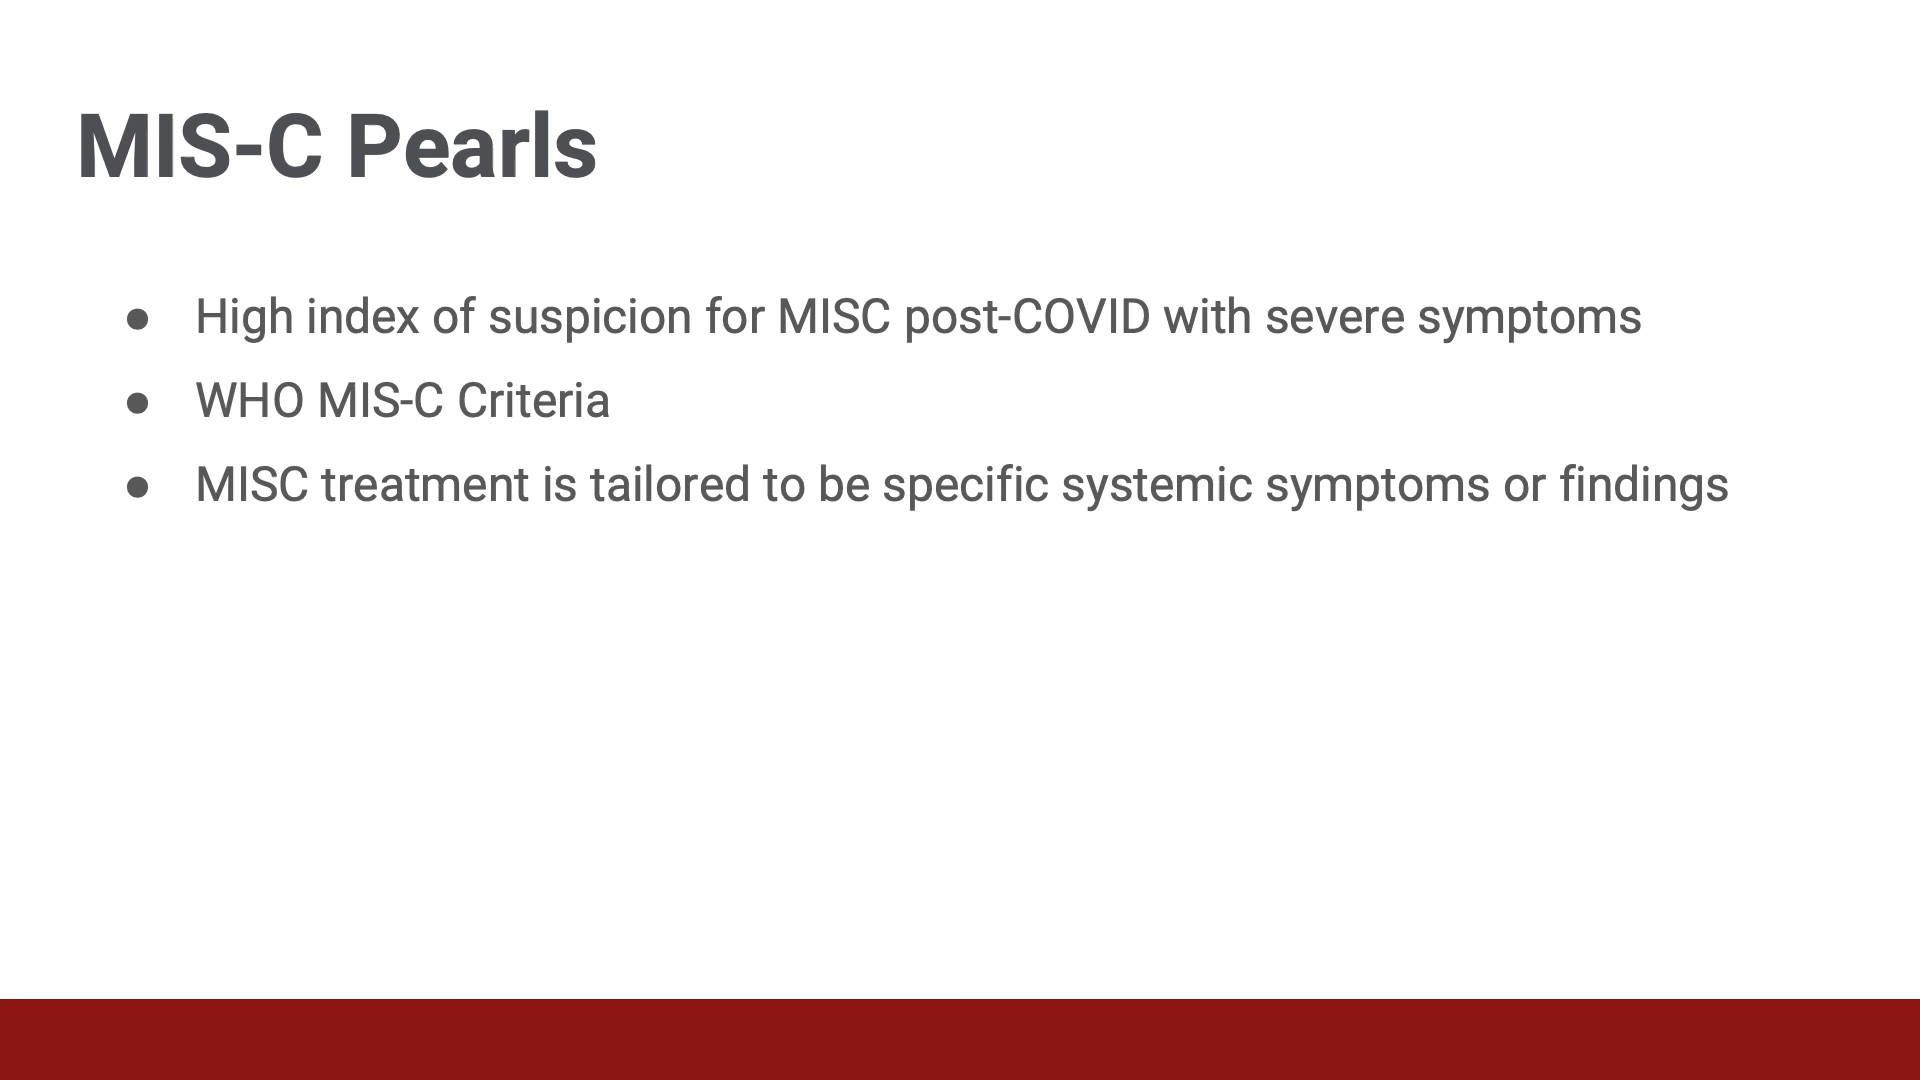 MIS-C Pearls
● High index of suspicion for MISC post-COVID with severe symptoms
● WHO MIS-C Criteria
● MISC treatment is tailored to be specific systemic symptoms or findings